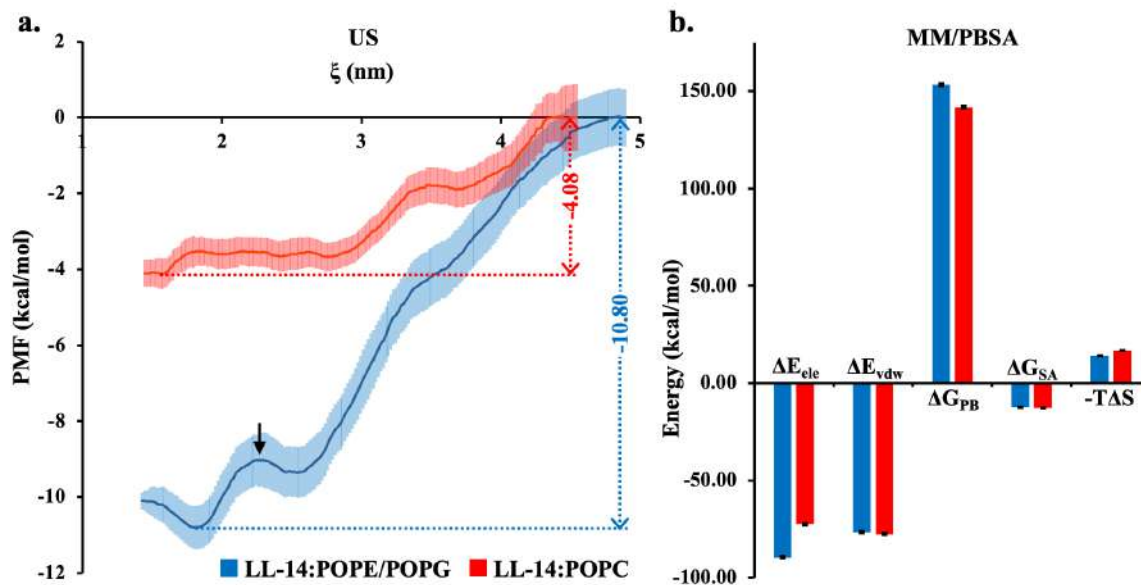 a.
US
ξ (nm)
2
0
-2
-4
-6
-8
-10
-12
1
2
3
4
5
PMF (kcal/mol)
-4.08
-10.80
LL-14:POPE/POPG
LL-14:POPC
b.
MM/PBSA
150.00
100.00
50.00
0.00
-50.00
-100.00
Energy (kcal/mol)
ΔEele
ΔEvdw
ΔGPB
ΔGSA
-TΔS